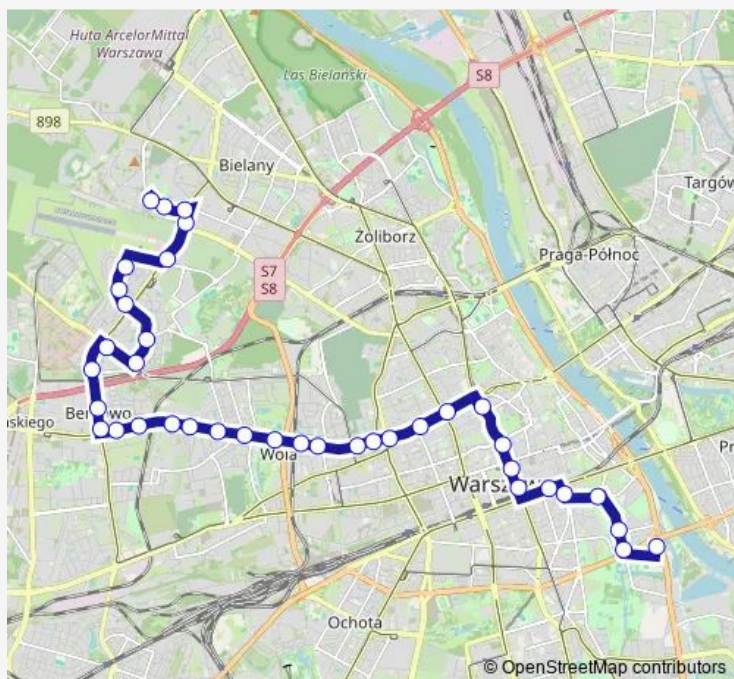 Huta ArcelorMittal
Warszawa
Las Bielański
S8
898
Bielany
Targów
Żoliborz
Praga-Północ
S7
S8
Bemowo
skiego
Wola
Pr
Warszawa
Ochota
© OpenStreetMap contributors